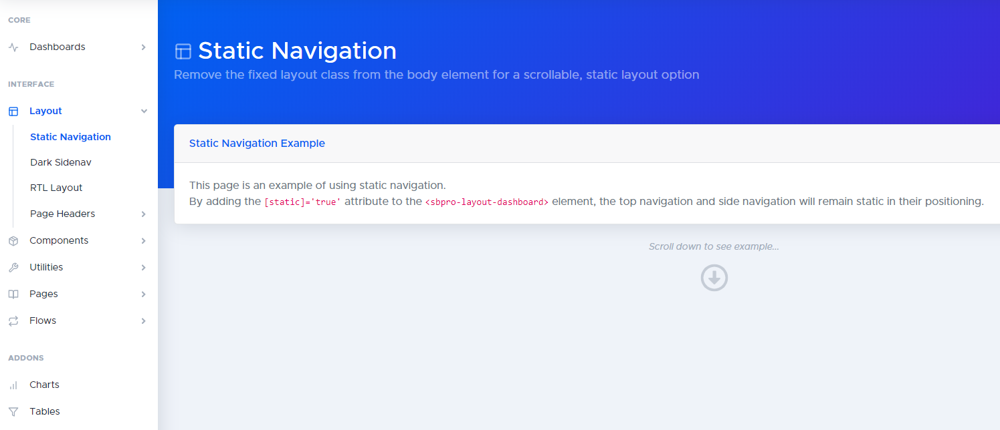 CORE
Dashboards
INTERFACE
Layout
Static Navigation
Dark Sidenav
RTL Layout
Page Headers
Components
Utilities
Pages
Flows
ADDONS
Charts
Tables
Static Navigation
Remove the fixed layout class from the body element for a scrollable, static layout option
Static Navigation Example
This page is an example of using static navigation.
By adding the [static]='true' attribute to the <sbpro-layout-dashboard> element, the top navigation and side navigation will remain static in their positioning.
Scroll down to see example...